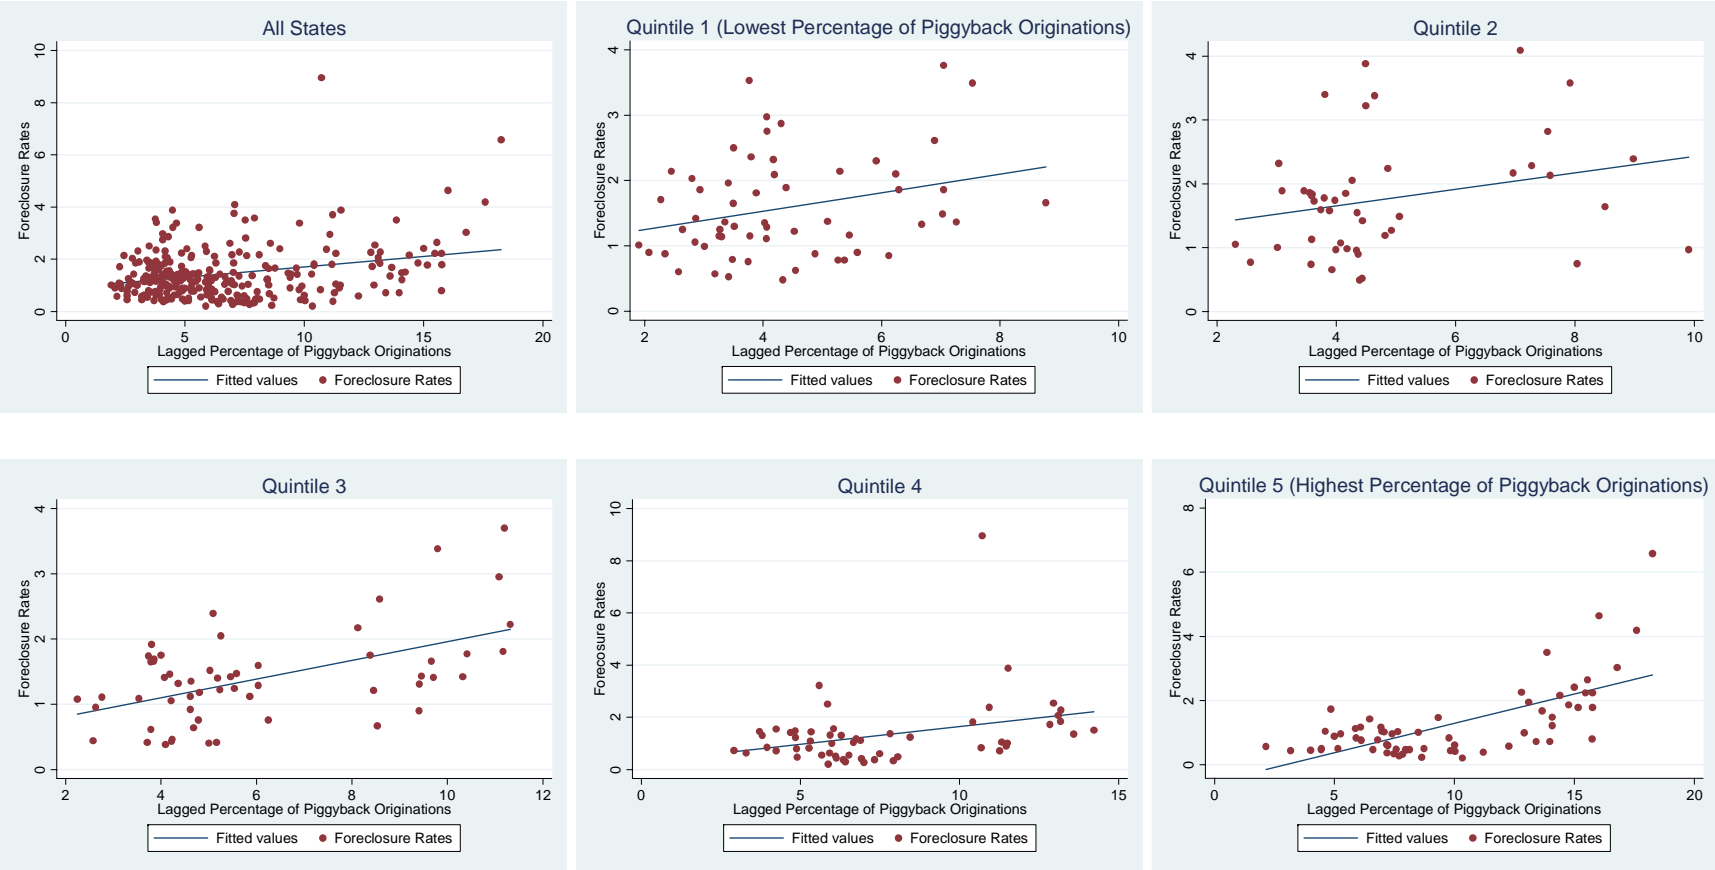 All States
Foreclosure Rates
10
8
6
4
2
0
0 5 10 15 20
Lagged Percentage of Piggyback Originations
Fitted values Foreclosure Rates
Quintile 1 (Lowest Percentage of Piggyback Originations)
Foreclosure Rates
4
3
2
1
0
2 4 6 8 10
Lagged Percentage of Piggyback Originations
Fitted values Foreclosure Rates
Quintile 2
Foreclosure Rates
4
3
2
1
0
2 4 6 8 10
Lagged Percentage of Piggyback Originations
Fitted values Foreclosure Rates
Quintile 3
Foreclosure Rates
4
3
2
1
0
2 4 6 8 10 12
Lagged Percentage of Piggyback Originations
Fitted values Foreclosure Rates
Quintile 4
Forecosure Rates
10
8
6
4
2
0
0 5 10 15
Lagged Percentage of Piggyback Originations
Fitted values Foreclosure Rates
Quintile 5 (Highest Percentage of Piggyback Originations)
Foreclosure Rates
8
6
4
2
0
0 5 10 15 20
Lagged Percentage of Piggyback Originations
Fitted values Foreclosure Rates